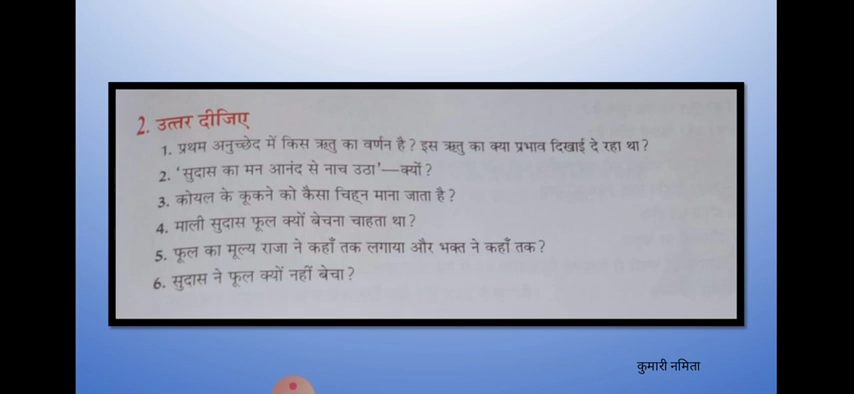 2. उत्तर दीजिए
1. प्रथम अनुच्छेद में किस ऋतु का वर्णन है? इस ऋतु का क्या प्रभाव दिखाई दे रहा था?
2. 'सुदास का मन आनंद से नाच उठा'—क्यों?
3. कोयल के कूकने को कैसा चिह्न माना जाता है?
4. माली सुदास फूल क्यों बेचना चाहता था?
5. फूल का मूल्य राजा ने कहाँ तक लगाया और भक्त ने कहाँ तक?
6. सुदास ने फूल क्यों नहीं बेचा?
कुमारी नमिता